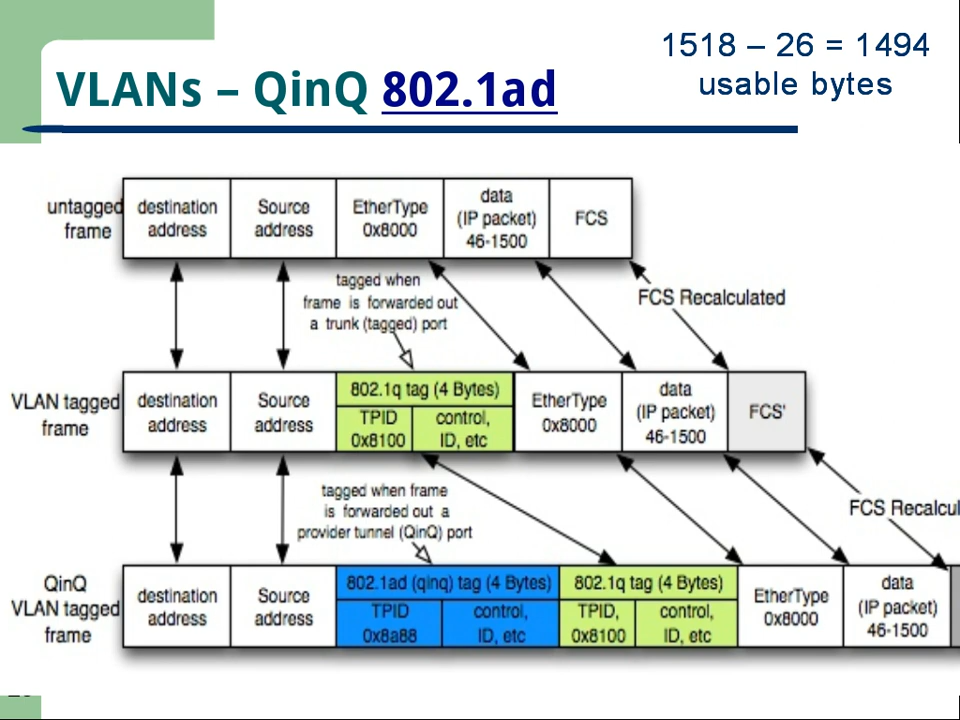 1518 – 26 = 1494
usable bytes
VLANs – QinQ 802.1ad
untagged
frame
destination
address
Source
address
EtherType
0x8000
data
(IP packet)
46-1500
FCS
tagged when
frame is forwarded out
a trunk (tagged) port
FCS Recalculated
VLAN tagged
frame
destination
address
Source
address
802.1q tag (4 Bytes)
TPID
0x8100
control,
ID, etc
EtherType
0x8000
data
(IP packet)
46-1500
FCS'
tagged when frame
is forwarded out a
provider tunnel (QinQ) port
FCS Recalcul
QinQ
VLAN tagged
frame
destination
address
Source
address
802.1ad (qinq) tag (4 Bytes)
TPID
0x8a88
control,
ID, etc
802.1q tag (4 Bytes)
TPID,
0x8100
control,
ID, etc
EtherType
0x8000
data
(IP packet)
46-1500